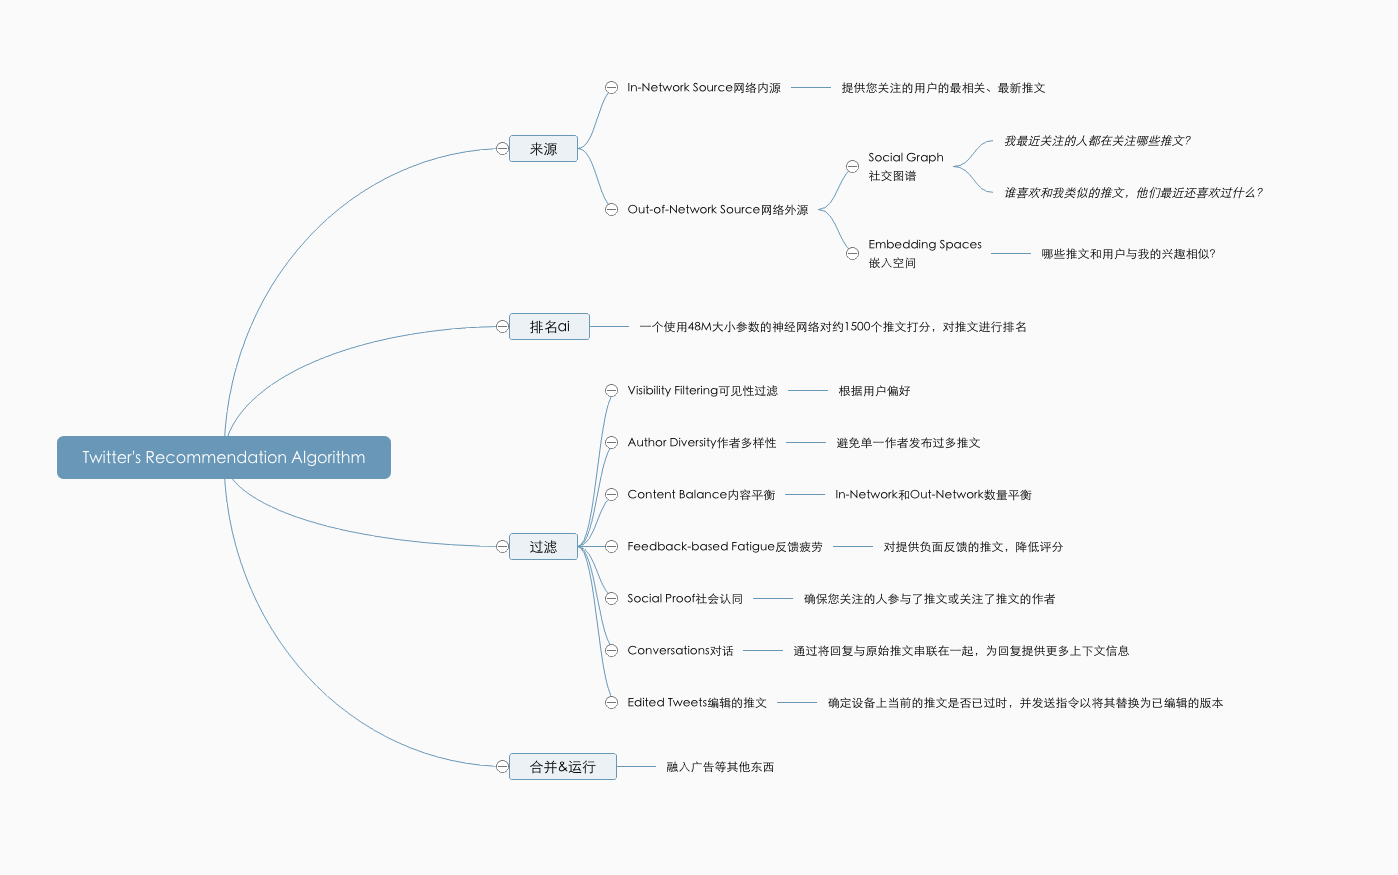 Twitter's Recommendation Algorithm
来源
In-Network Source网络内源
提供您关注的用户的最相关、最新推文
Out-of-Network Source网络外源
Social Graph
社交图谱
我最近关注的人都在关注哪些推文？
谁喜欢和我类似的推文，他们最近还喜欢过什么？
Embedding Spaces
嵌入空间
哪些推文和用户与我的兴趣相似？
排名ai
一个使用48M大小参数的神经网络对约1500个推文打分，对推文进行排名
过滤
Visibility Filtering可见性过滤
根据用户偏好
Author Diversity作者多样性
避免单一作者发布过多推文
Content Balance内容平衡
In-Network和Out-Network数量平衡
Feedback-based Fatigue反馈疲劳
对提供负面反馈的推文，降低评分
Social Proof社会认同
确保您关注的人参与了推文或关注了推文的作者
Conversations对话
通过将回复与原始推文串联在一起，为回复提供更多上下文信息
Edited Tweets编辑的推文
确定设备上当前的推文是否已过时，并发送指令以将其替换为已编辑的版本
合并&运行
融入广告等其他东西